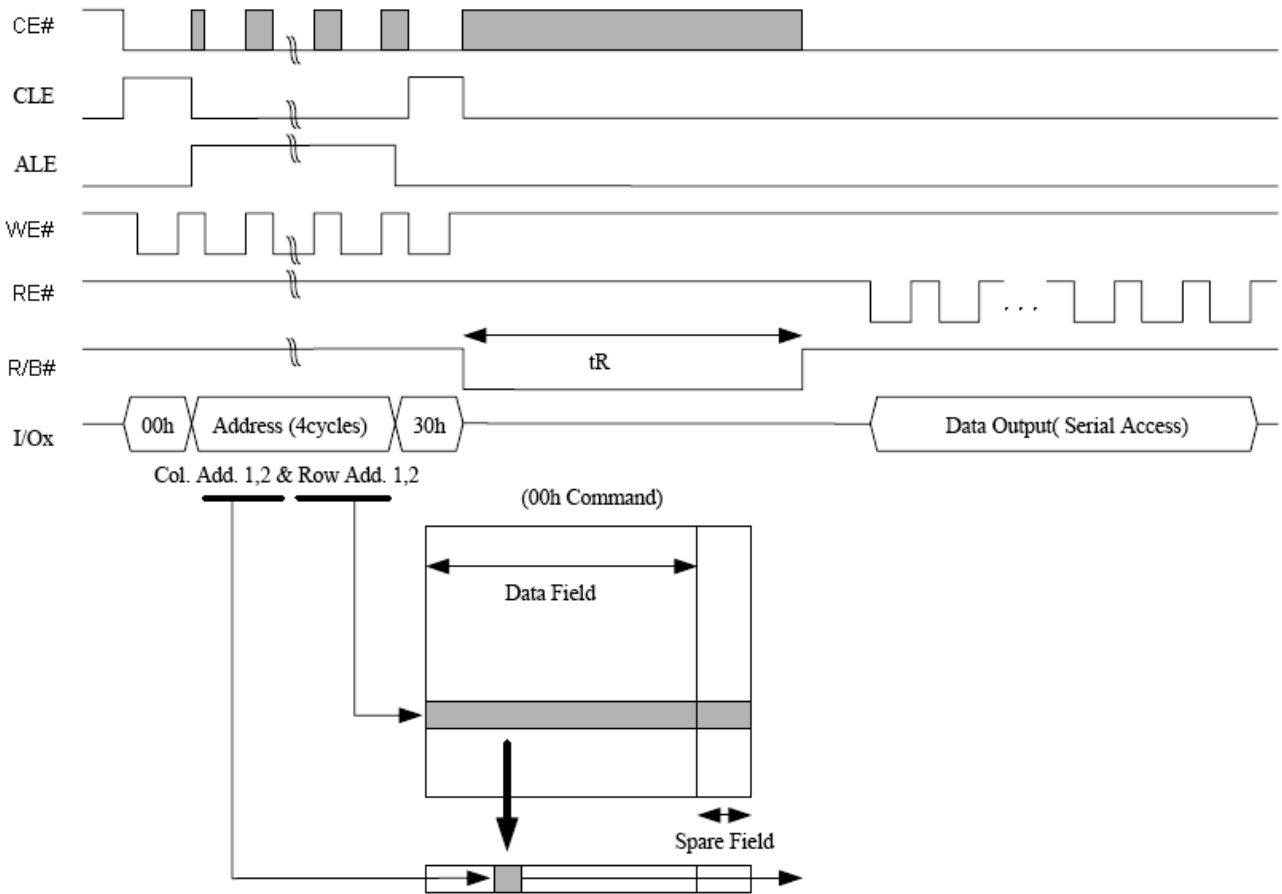 CE#
CLE
ALE
WE#
RE#
. . .
tR
R/B#
I/Ox
00h
Address (4cycles)
30h
Data Output( Serial Access)
Col. Add. 1,2 & Row Add. 1,2
(00h Command)
Data Field
Spare Field